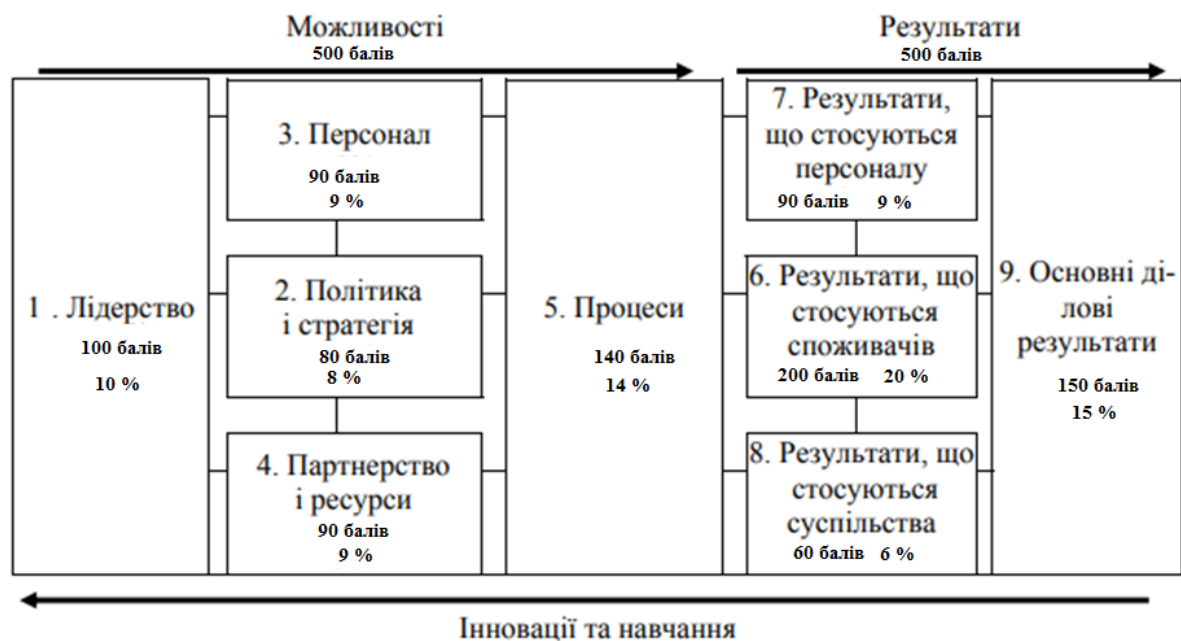 Можливості
500 балів
Результати
500 балів
1 . Лідерство
100 балів
10 %
3. Персонал
90 балів
9 %
2. Політика
і стратегія
80 балів
8 %
4. Партнерство
і ресурси
90 балів
9 %
5. Процеси
140 балів
14 %
7. Результати,
що стосуються
персоналу
90 балів 9 %
6. Результати, що
стосуються
споживачів
200 балів 20 %
8. Результати, що
стосуються
суспільства
60 балів 6 %
9. Основні ді-
лові
результати
150 балів
15 %
Інновації та навчання